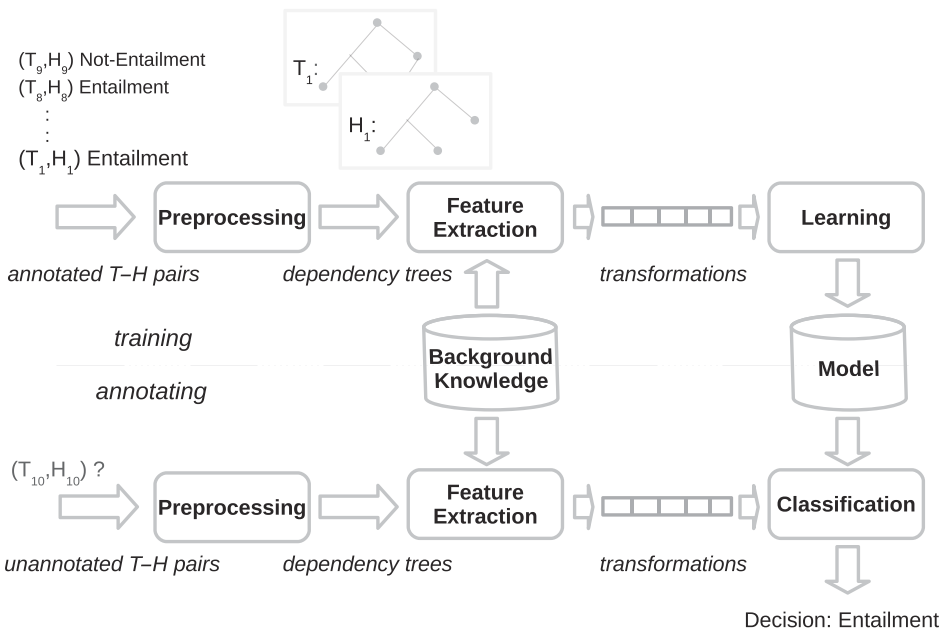 (T9,H9) Not-Entailment
(T8,H8) Entailment
:
:
(T1,H1) Entailment
T1:
H1:
Preprocessing
Feature
Extraction
Learning
annotated T–H pairs
dependency trees
transformations
training
annotating
Background
Knowledge
Model
(T10,H10) ?
Preprocessing
Feature
Extraction
Classification
unannotated T–H pairs
dependency trees
transformations
Decision: Entailment